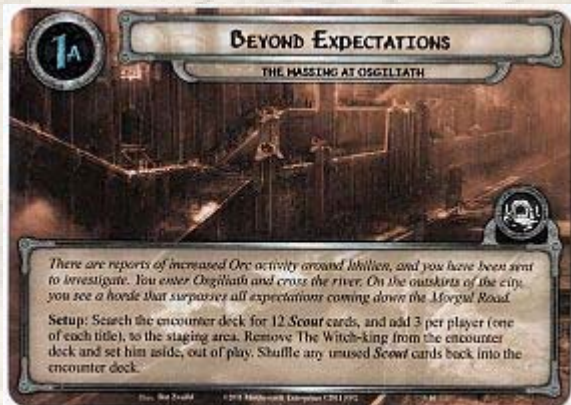 1A
BEYOND EXPECTATIONS
THE MASSING AT OSGILIATH
There are reports of increased Orc activity around Ithilien, and you have been sent
to investigate. You enter Osgiliath and cross the river. On the outskirts of the city,
you see a horde that surpasses all expectations coming down the Morgul Road.
Setup: Search the encounter deck for 12 Scout cards, and add 3 per player (one
of each title), to the staging area. Remove The Witch-king from the encounter
deck and set him aside, out of play. Shuffle any unused Scout cards back into the
encounter deck.